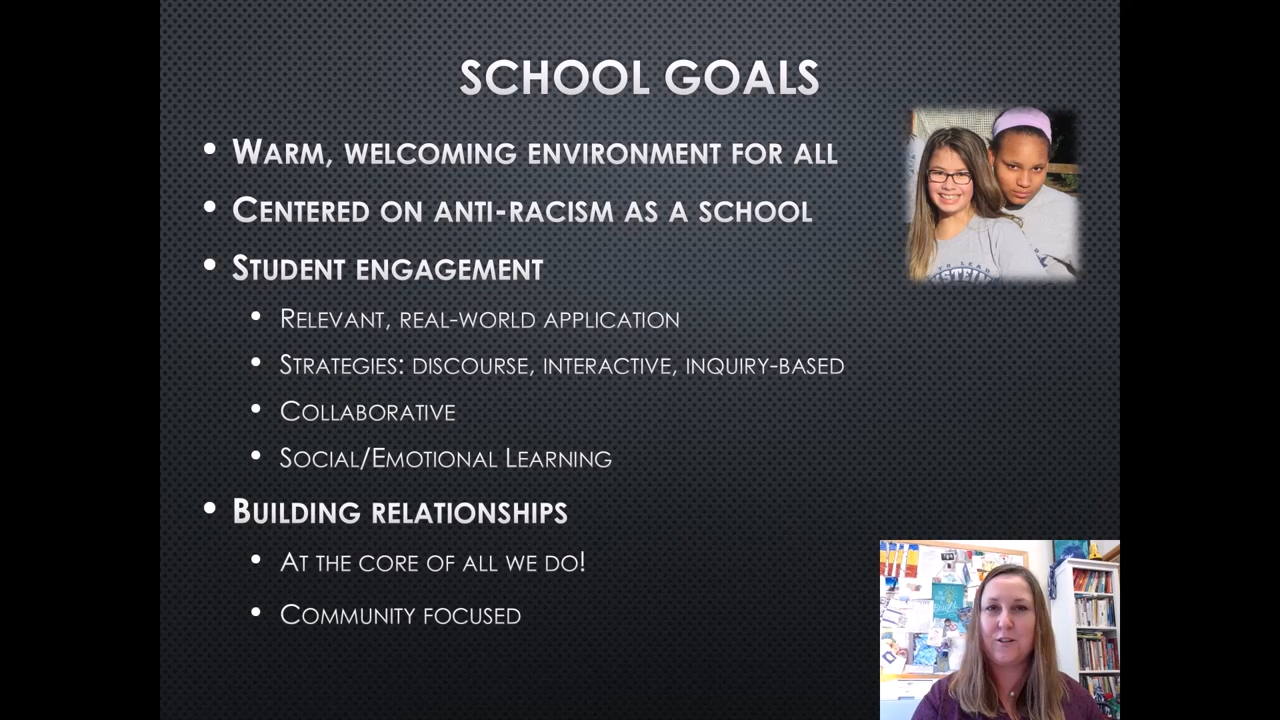 SCHOOL GOALS
• WARM, WELCOMING ENVIRONMENT FOR ALL
• CENTERED ON ANTI-RACISM AS A SCHOOL
• STUDENT ENGAGEMENT
• RELEVANT, REAL-WORLD APPLICATION
• STRATEGIES: DISCOURSE, INTERACTIVE, INQUIRY-BASED
• COLLABORATIVE
• SOCIAL/EMOTIONAL LEARNING
• BUILDING RELATIONSHIPS
• AT THE CORE OF ALL WE DO!
• COMMUNITY FOCUSED